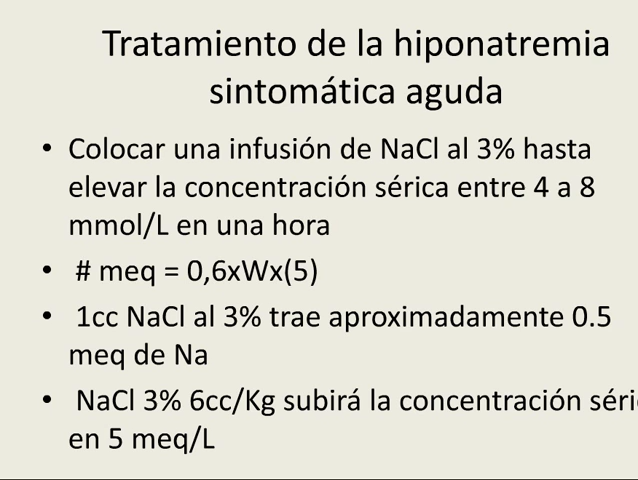 Tratamiento de la hiponatremia
sintomática aguda
• Colocar una infusión de NaCl al 3% hasta
elevar la concentración sérica entre 4 a 8
mmol/L en una hora
• # meq = 0,6xWx(5)
• 1cc NaCl al 3% trae aproximadamente 0.5
meq de Na
• NaCl 3% 6cc/Kg subirá la concentración
en 5 meq/L